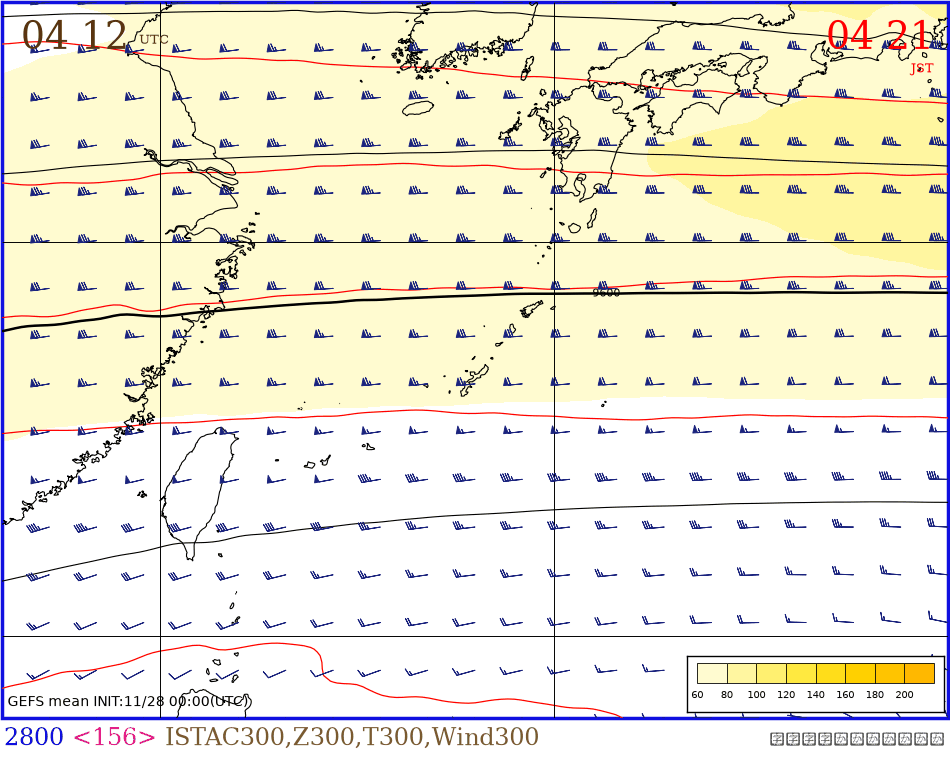 04 12 UTC
04 21
JST
9600
60 80 100 120 140 160 180 200
GEFS mean INIT:11/28 00:00(UTC)
2800 <156> ISTAC300,Z300,T300,Wind300